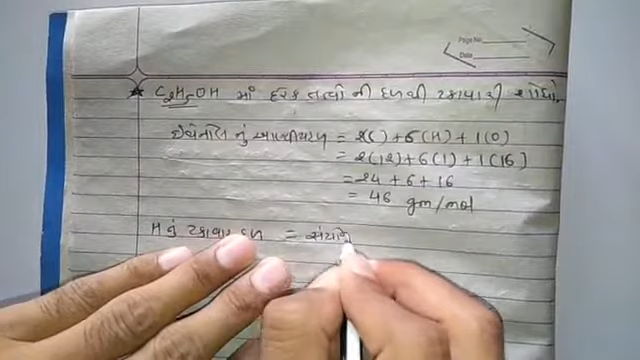 Page No.
Date
★ C2H5OH માં દરેક તત્વો ની દળથી ટકાવારી શોધો.
ઈથેનોલ નું આણ્વીયદળ = 2(C) + 6(H) + 1(O)
= 2(12) + 6(1) + 1(16)
= 24 + 6 + 16
= 46 gm/mol
H નું ટકાવાર દળ =